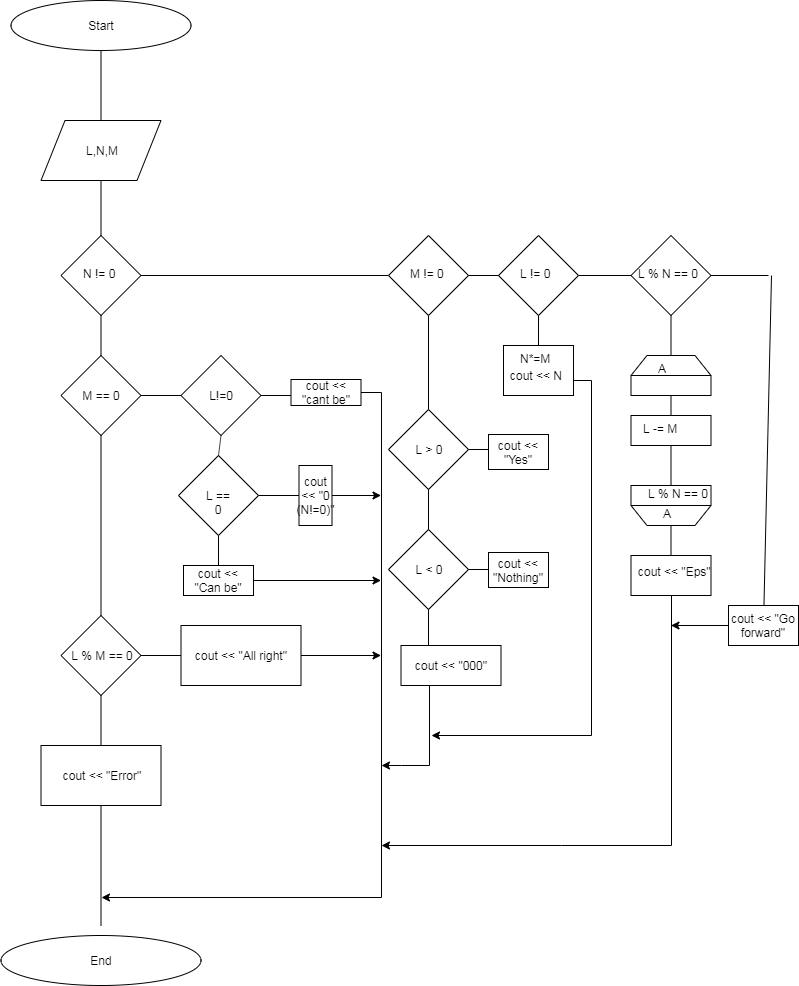 Start
L,N,M
N != 0
M != 0
L != 0
L % N == 0
N*=M
cout << N
A
M == 0
L!=0
cout <<
"cant be"
L -= M
L > 0
cout <<
"Yes"
L ==
0
cout
<< "0
(N!=0)"
L % N == 0
A
cout <<
"Can be"
L < 0
cout <<
"Nothing"
cout << "Eps"
cout << "Go
forward"
L % M == 0
cout << "All right"
cout << "000"
cout << "Error"
End